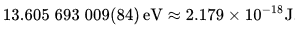 13.605 693 009(84) eV ≈ 2.179 × 10⁻¹⁸ J